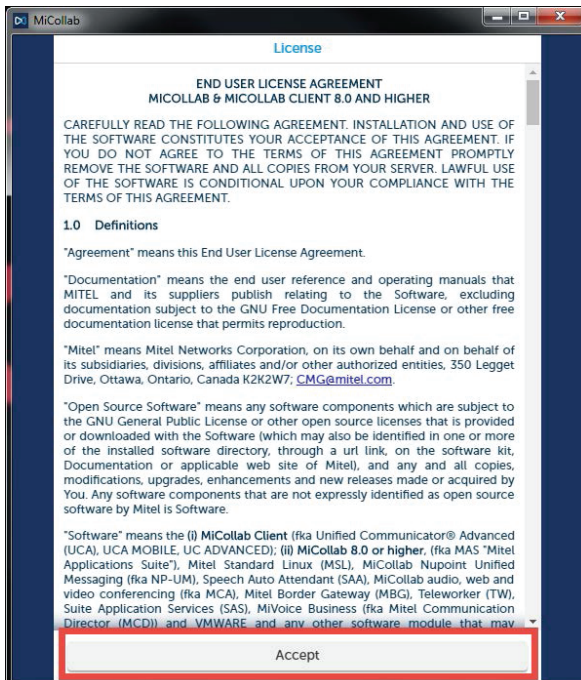 MiCollab
License
END USER LICENSE AGREEMENT
MICOLLAB & MICOLLAB CLIENT 8.0 AND HIGHER
CAREFULLY READ THE FOLLOWING AGREEMENT. INSTALLATION AND USE OF
THE SOFTWARE CONSTITUTES YOUR ACCEPTANCE OF THIS AGREEMENT. IF
YOU DO NOT AGREE TO THE TERMS OF THIS AGREEMENT PROMPTLY
REMOVE THE SOFTWARE AND ALL COPIES FROM YOUR SERVER. LAWFUL USE
OF THE SOFTWARE IS CONDITIONAL UPON YOUR COMPLIANCE WITH THE
TERMS OF THIS AGREEMENT.
1.0 Definitions
"Agreement" means this End User License Agreement.
"Documentation" means the end user reference and operating manuals that
MITEL and its suppliers publish relating to the Software, excluding
documentation subject to the GNU Free Documentation License or other free
documentation license that permits reproduction.
"Mitel" means Mitel Networks Corporation, on its own behalf and on behalf of
its subsidiaries, divisions, affiliates and/or other authorized entities, 350 Legget
Drive, Ottawa, Ontario, Canada K2K2W7; CMG@mitel.com.
"Open Source Software" means any software components which are subject to
the GNU General Public License or other open source licenses that is provided
or downloaded with the Software (which may also be identified in one or more
of the installed software directory, through a url link, on the software kit,
Documentation or applicable web site of Mitel), and any and all copies,
modifications, upgrades, enhancements and new releases made or acquired by
You. Any software components that are not expressly identified as open source
software by Mitel is Software.
"Software" means the (i) MiCollab Client (fka Unified Communicator® Advanced
(UCA), UCA MOBILE, UC ADVANCED); (ii) MiCollab 8.0 or higher, (fka MAS "Mitel
Applications Suite"), Mitel Standard Linux (MSL), MiCollab Nupoint Unified
Messaging (fka NP-UM), Speech Auto Attendant (SAA), MiCollab audio, web and
video conferencing (fka MCA), Mitel Border Gateway (MBG), Teleworker (TW),
Suite Application Services (SAS), MiVoice Business (fka Mitel Communication
Director (MCD)) and VMWARE and any other software module that may
Accept